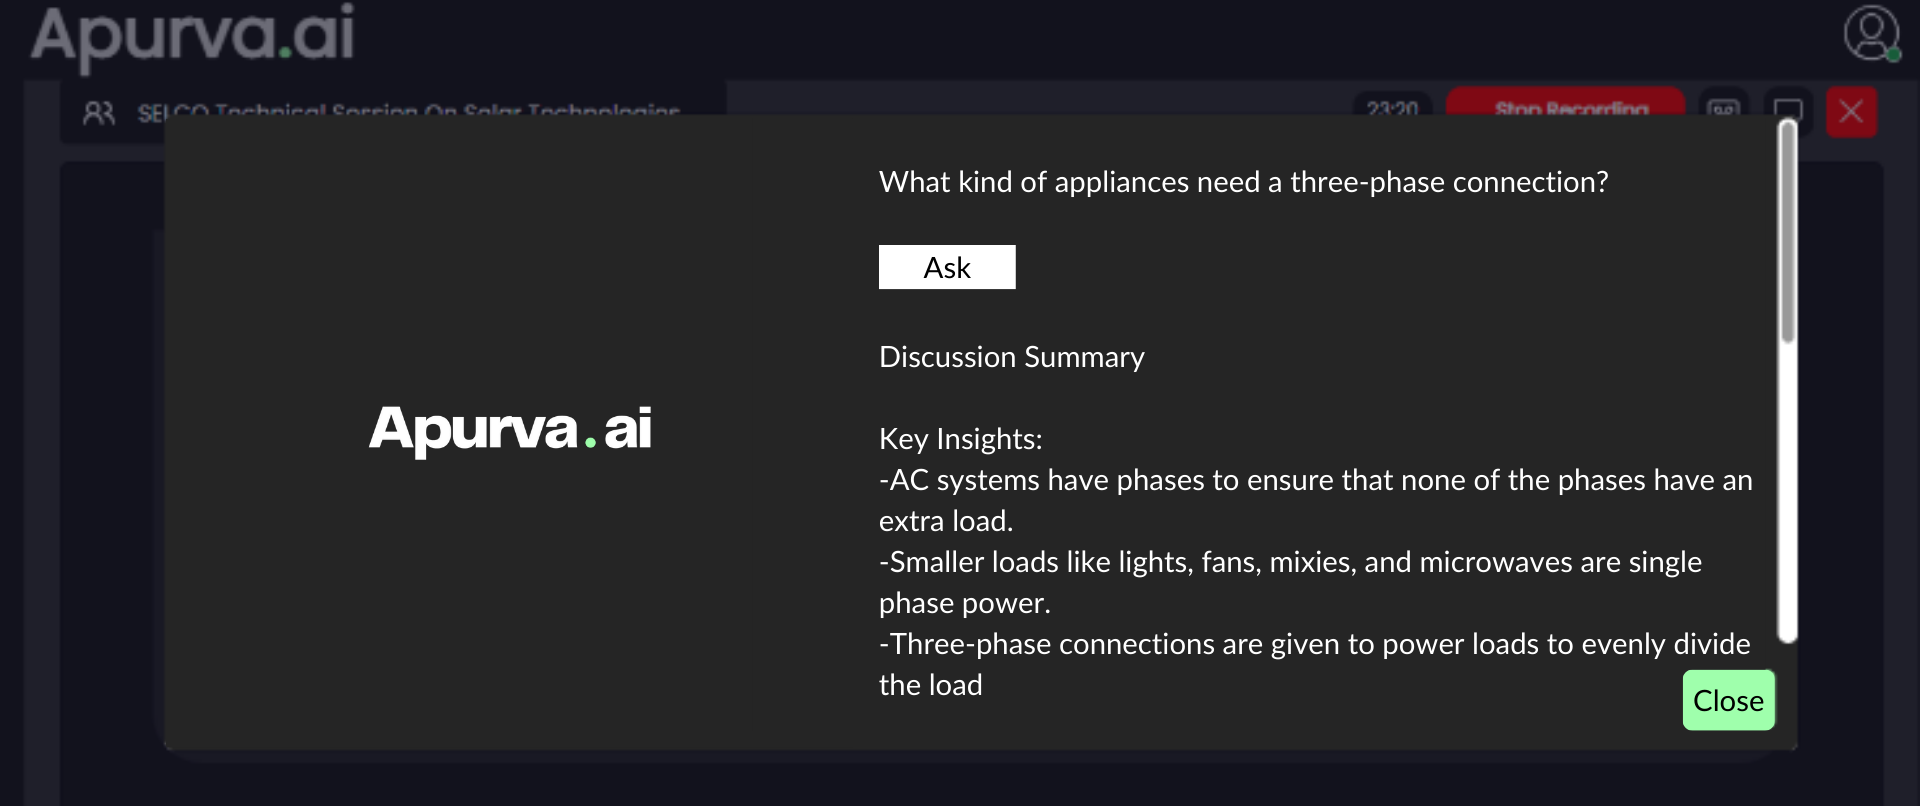 Apurva.ai
SELCO Technical Session On Solar Technologies
23:20
Stop Recording
What kind of appliances need a three-phase connection?
Ask
Discussion Summary
Apurva.ai
Key Insights:
-AC systems have phases to ensure that none of the phases have an
extra load.
-Smaller loads like lights, fans, mixies, and microwaves are single
phase power.
-Three-phase connections are given to power loads to evenly divide
the load
Close